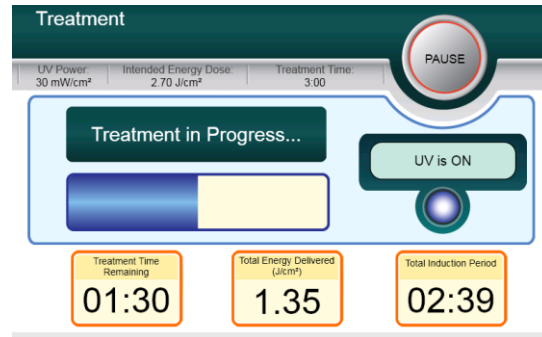 Treatment
PAUSE
UV Power:
30 mW/cm²
Intended Energy Dose:
2.70 J/cm²
Treatment Time:
3:00
Treatment in Progress...
UV is ON
Treatment Time
Remaining
01:30
Total Energy Delivered
(J/cm²)
1.35
Total Induction Period
02:39